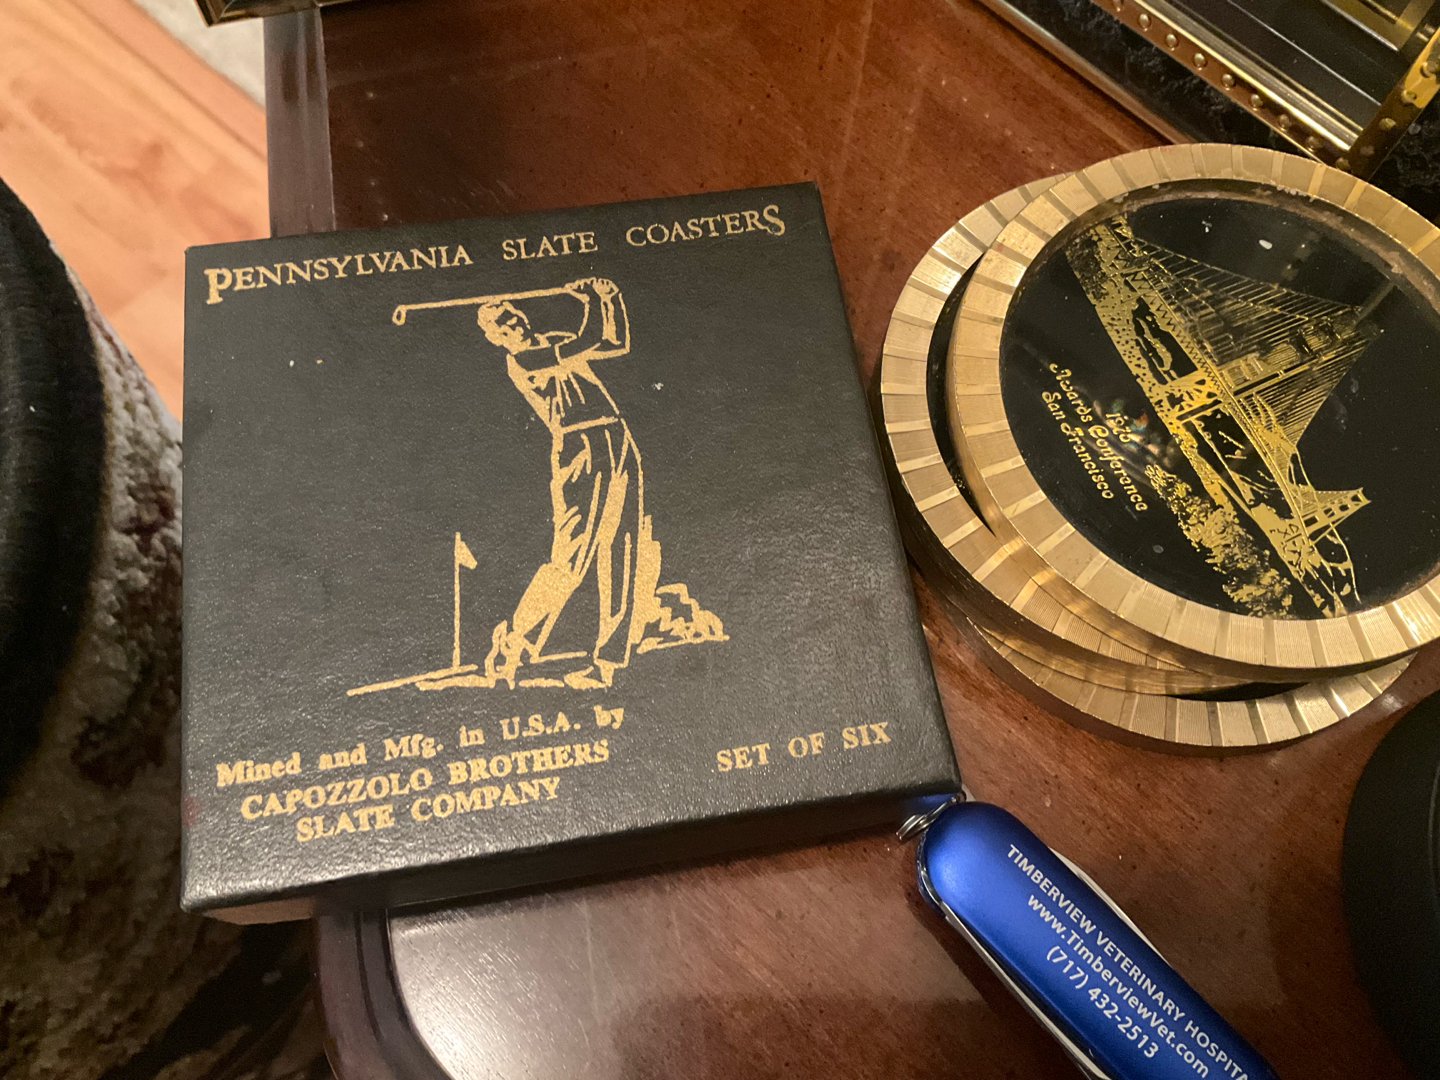 PENNSYLVANIA SLATE COASTERS
Mined and Mfg. in U.S.A. by
CAPOZZOLO BROTHERS
SLATE COMPANY
SET OF SIX
Awards Conference
San Francisco
TIMBERVIEW VETERINARY HOSPITA
www.TimberviewVet.com
(717) 432-2513